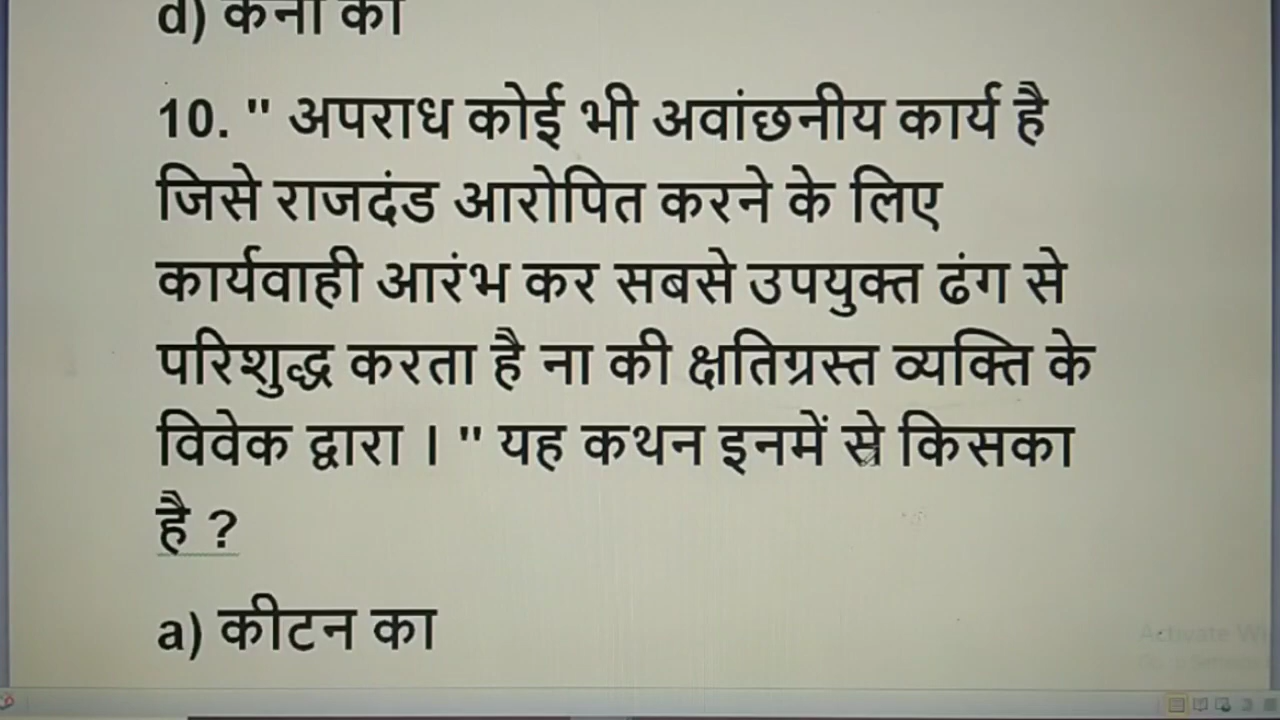 d) केनी का
10. " अपराध कोई भी अवांछनीय कार्य है
जिसे राजदंड आरोपित करने के लिए
कार्यवाही आरंभ कर सबसे उपयुक्त ढंग से
परिशुद्ध करता है ना की क्षतिग्रस्त व्यक्ति के
विवेक द्वारा । " यह कथन इनमें से किसका
है ?
a) कीटन का